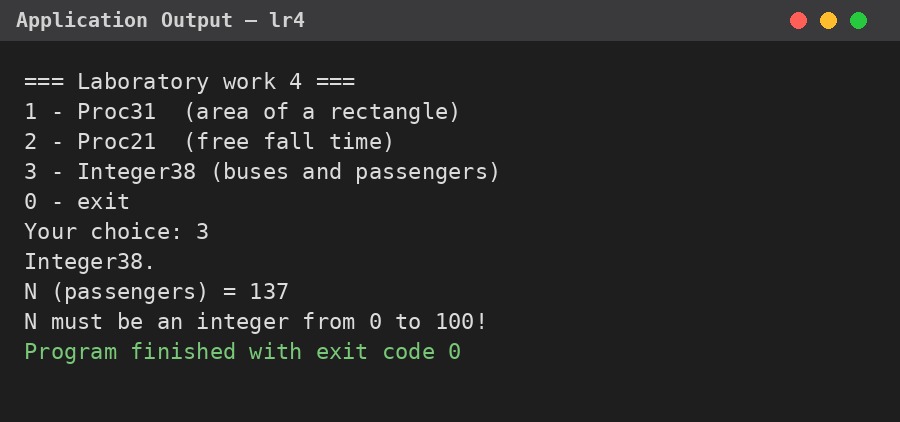 Application Output — lr4
=== Laboratory work 4 ===
1 - Proc31  (area of a rectangle)
2 - Proc21  (free fall time)
3 - Integer38 (buses and passengers)
0 - exit
Your choice: 3
Integer38.
N (passengers) = 137
N must be an integer from 0 to 100!
Program finished with exit code 0